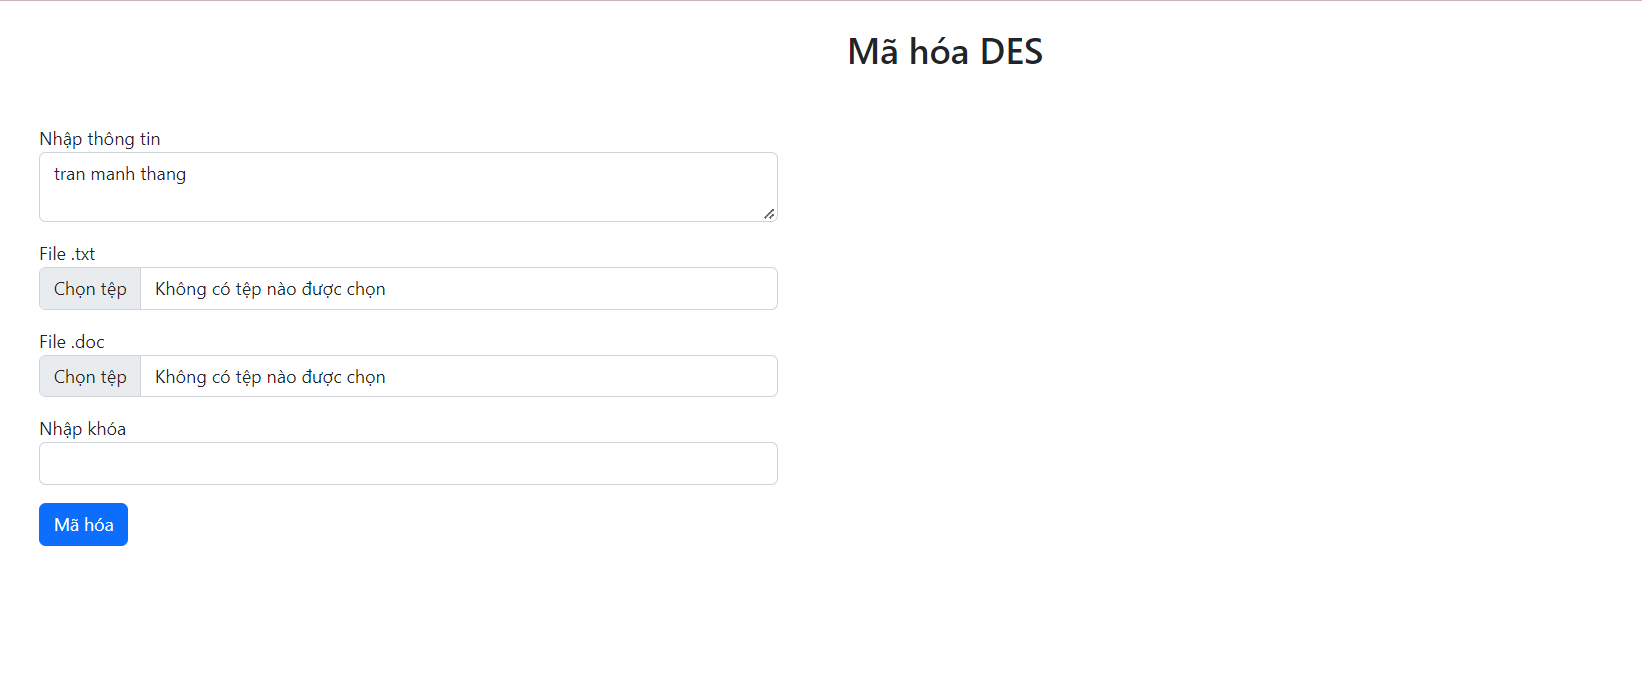 Mã hóa DES
Nhập thông tin
tran manh thang
File .txt
Chọn tệp Không có tệp nào được chọn
File .doc
Chọn tệp Không có tệp nào được chọn
Nhập khóa
Mã hóa